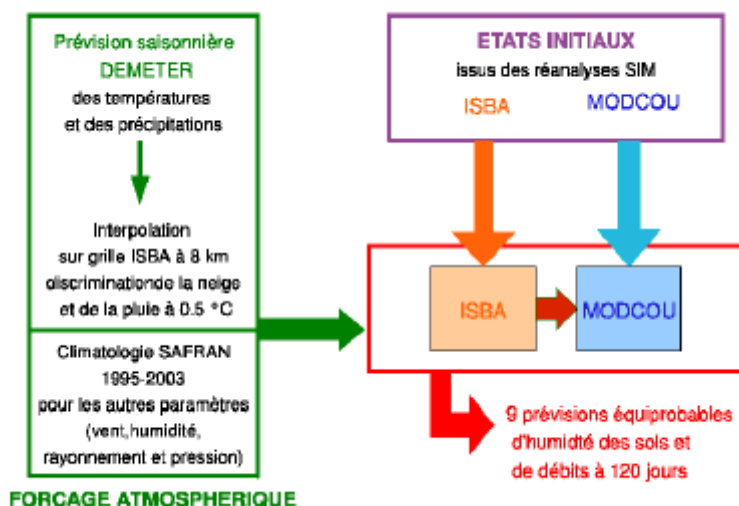 Prévision saisonnière
DEMETER
des températures
et des précipitations
Interpolation
sur grille ISBA à 8 km
discriminationde la neige
et de la pluie à 0.5 °C
Climatologie SAFRAN
1995-2003
pour les autres paramètres
(vent,humidité,
rayonnement et pression)
FORCAGE ATMOSPHERIQUE
ETATS INITIAUX
issus des réanalyses SIM
ISBA
MODCOU
ISBA
MODCOU
9 prévisions équiprobables
d'humidté des sols et
de débits à 120 jours